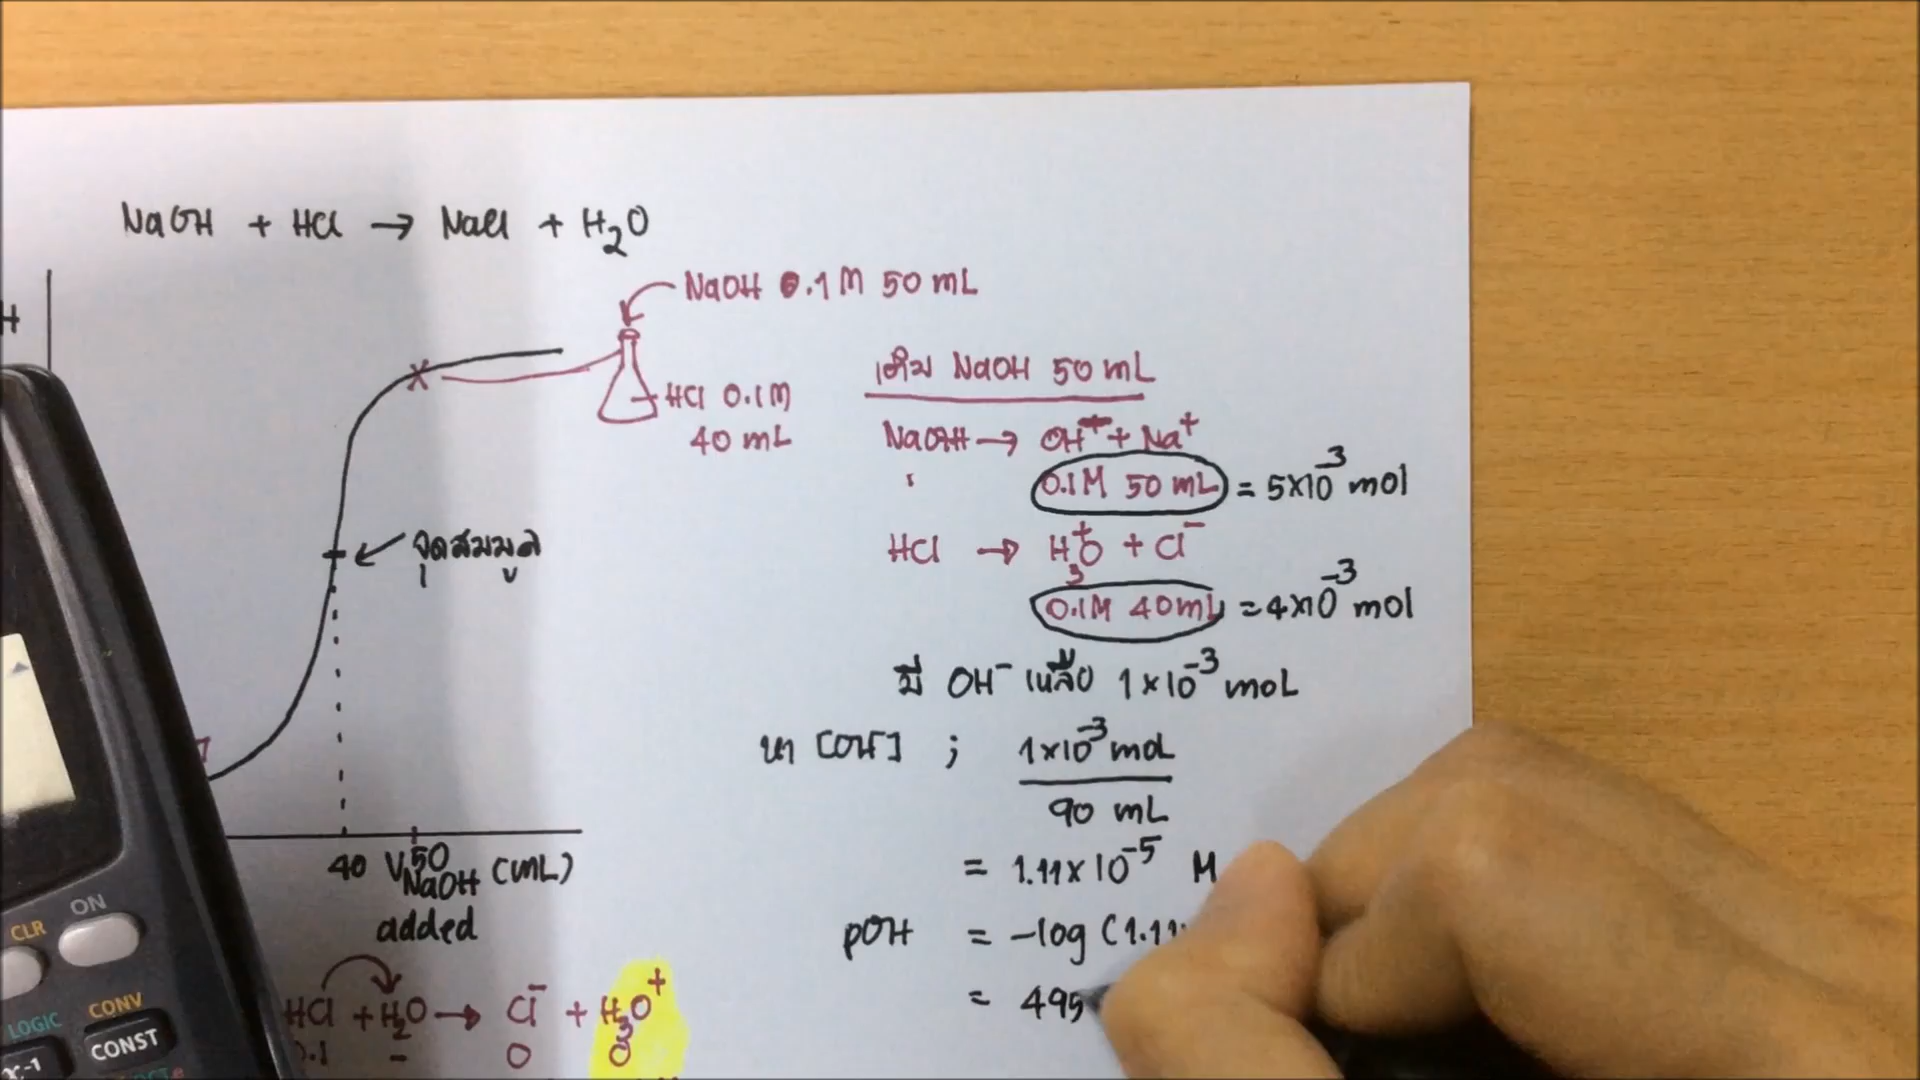 NaOH + HCl → NaCl + H₂O
H
NaOH 0.1 M 50 mL
HCl 0.1 M
40 mL
จุดสมมูล
40 50
V NaOH (mL)
added
HCl + H₂O → Cl⁻ + H₃O⁺
0.1 - 0 0
เติม NaOH 50 mL
NaOH → OH⁻ + Na⁺
0.1 M 50 mL = 5×10⁻³ mol
HCl → H₃O⁺ + Cl⁻
0.1 M 40 mL = 4×10⁻³ mol
มี OH⁻ เหลือ 1×10⁻³ mol
หา [OH⁻] ; 1×10⁻³ mol
90 mL
= 1.11×10⁻⁵ M
pOH = -log (1.11
= 495
CLR ON
CONV
LOGIC
x-1 CONST